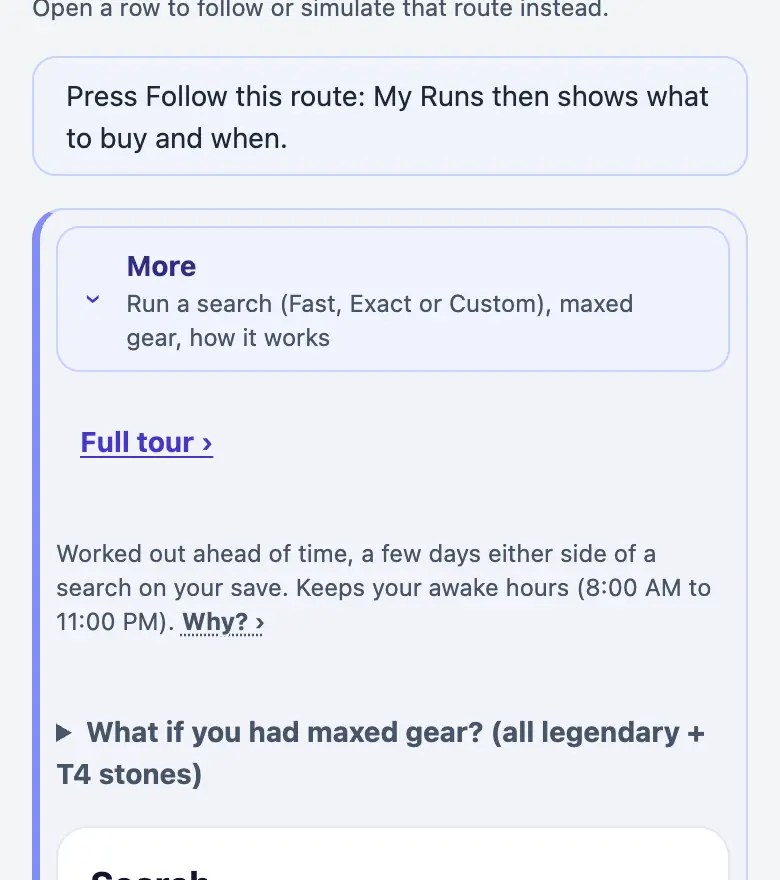 Open a row to follow or simulate that route instead.
Press Follow this route: My Runs then shows what
to buy and when.
More
Run a search (Fast, Exact or Custom), maxed
gear, how it works
Full tour ›
Worked out ahead of time, a few days either side of a
search on your save. Keeps your awake hours (8:00 AM to
11:00 PM). Why? ›
▶ What if you had maxed gear? (all legendary +
T4 stones)
Search